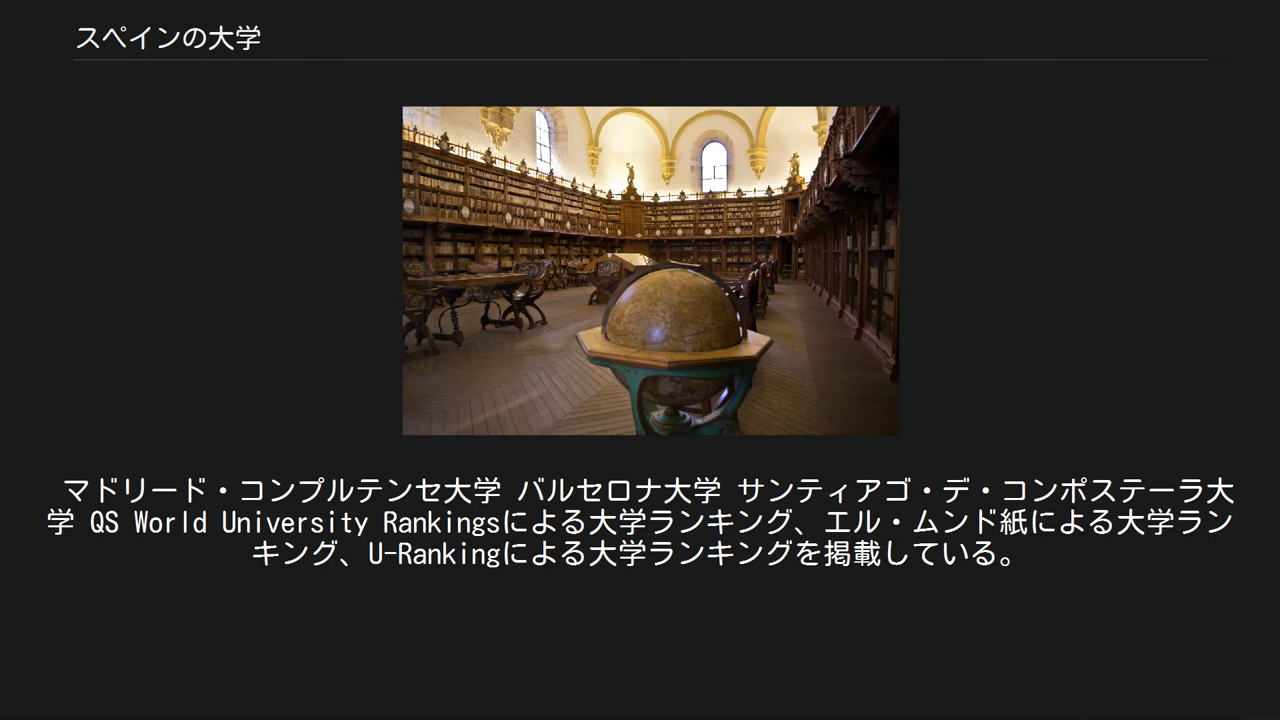 スペインの大学
マドリード・コンプルテンセ大学 バルセロナ大学 サンティアゴ・デ・コンポステーラ大
学 QS World University Rankingsによる大学ランキング、エル・ムンド紙による大学ラン
キング、U-Rankingによる大学ランキングを掲載している。